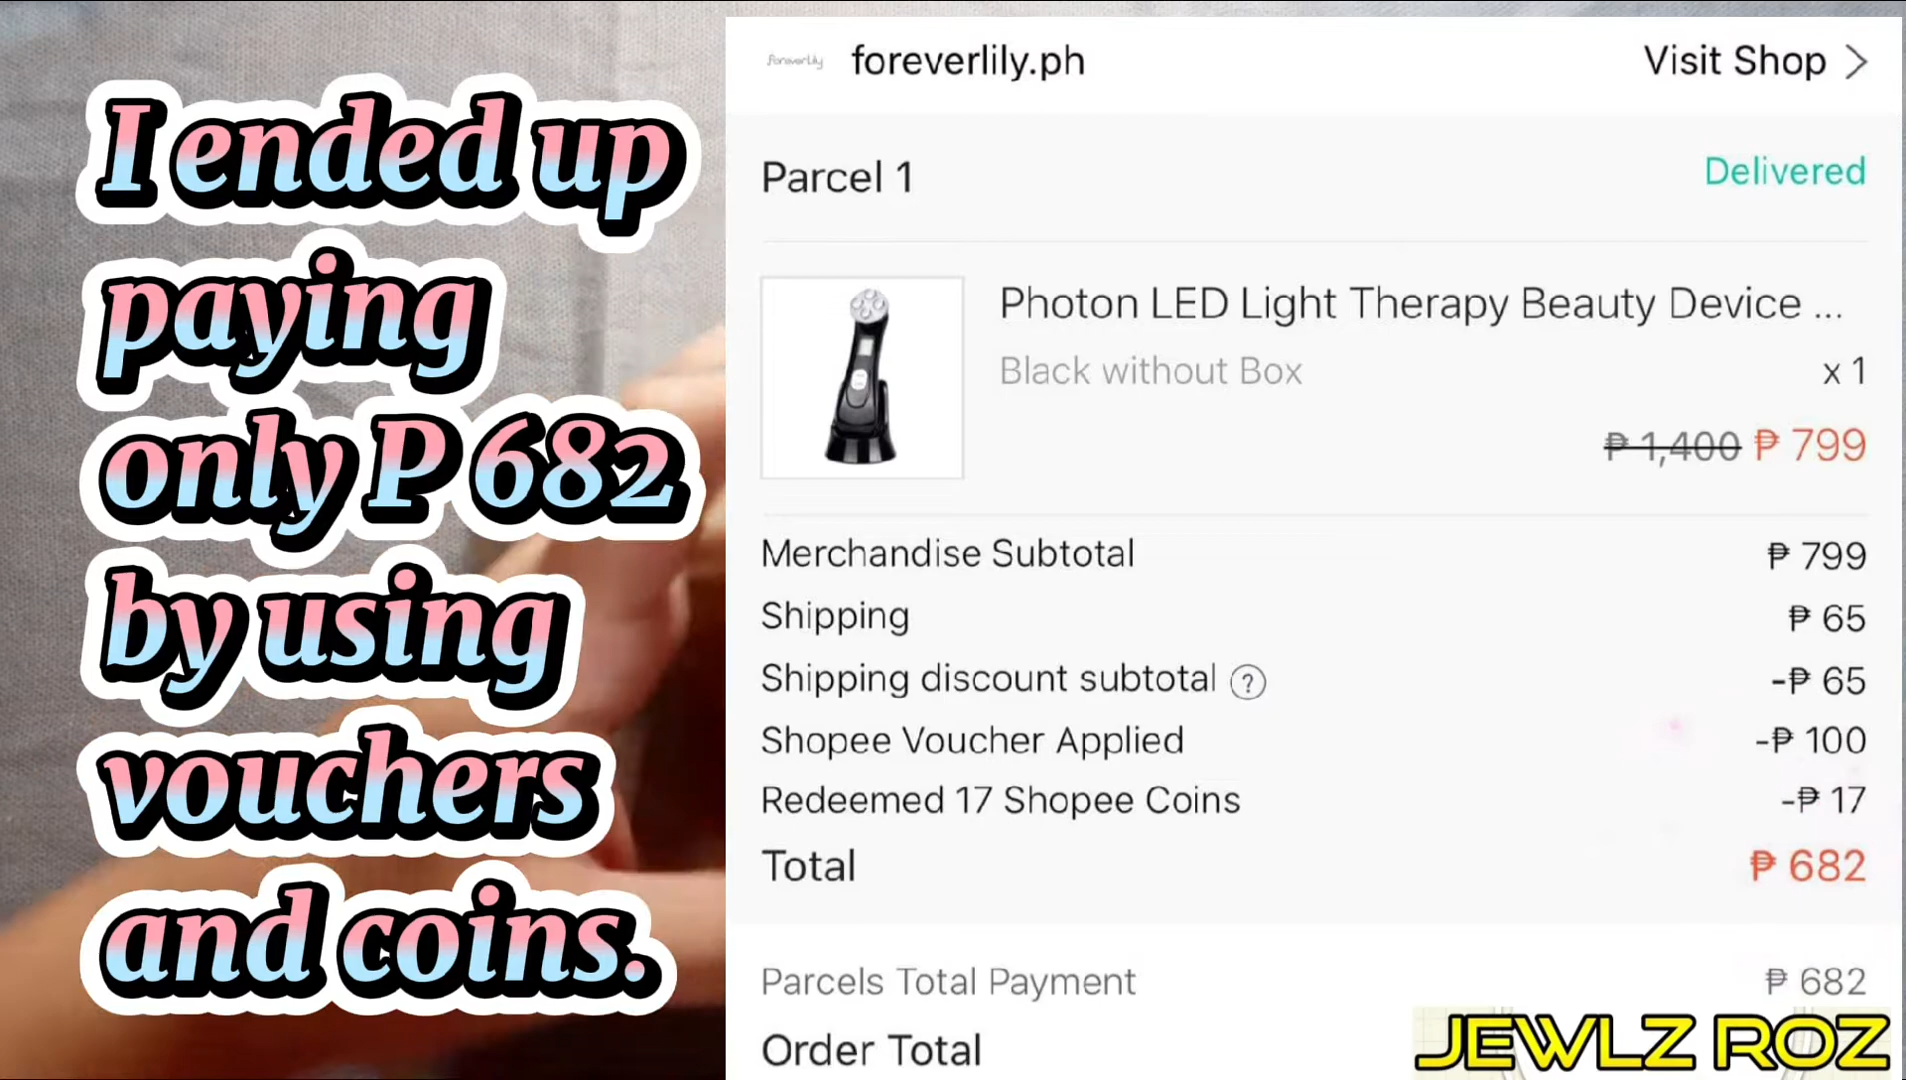 I ended up
paying
only P 682
by using
vouchers
and coins.
ForeverLily foreverlily.ph Visit Shop >
Parcel 1 Delivered
Photon LED Light Therapy Beauty Device ...
Black without Box x 1
₱ 1,400 ₱ 799
Merchandise Subtotal ₱ 799
Shipping ₱ 65
Shipping discount subtotal ? -₱ 65
Shopee Voucher Applied -₱ 100
Redeemed 17 Shopee Coins -₱ 17
Total ₱ 682
Parcels Total Payment ₱ 682
Order Total
JEWLZ ROZ